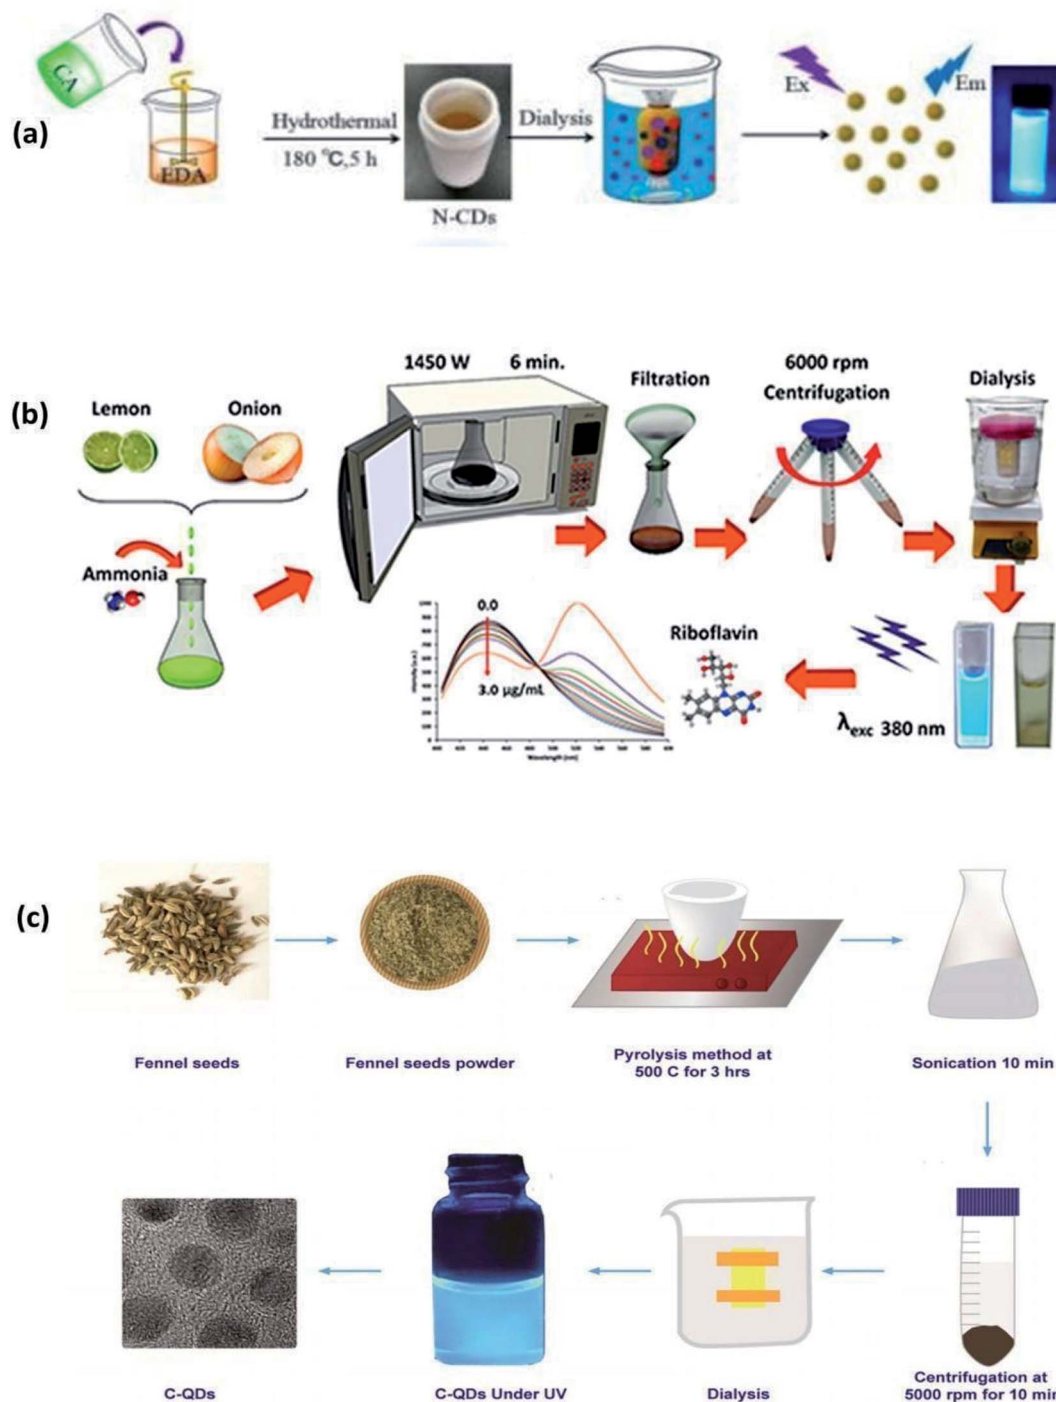 (a)
CA
EDA
Hydrothermal
180 ℃,5 h
N-CDs
Dialysis
Ex
Em
(b)
Lemon
Onion
Ammonia
1450 W 6 min.
Filtration
6000 rpm
Centrifugation
Dialysis
0.0
3.0 µg/mL
Wavelength (nm)
Riboflavin
λexc 380 nm
(c)
Fennel seeds
Fennel seeds powder
Pyrolysis method at
500 C for 3 hrs
Sonication 10 min
C-QDs
C-QDs Under UV
Dialysis
Centrifugation at
5000 rpm for 10 min